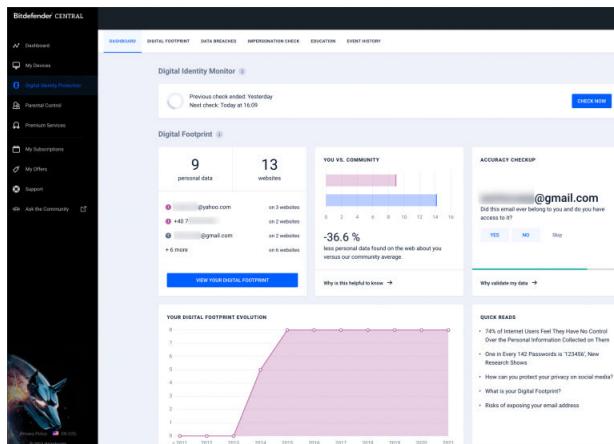 Bitdefender CENTRAL
Dashboard
My Devices
Digital Identity Protection
Parental Control
Premium Services
My Subscriptions
My Offers
Support
Ask the Community
Privacy Policy
DASHBOARD DIGITAL FOOTPRINT DATA BREACHES IMPERSONATION CHECK EDUCATION EVENT HISTORY
Digital Identity Monitor
Previous check ended: Yesterday
Next check: Today at 16:09
CHECK NOW
Digital Footprint
9
personal data
13
websites
@yahoo.com on 3 websites
+40 7 on 2 websites
@gmail.com on 2 websites
+ 6 more on 6 websites
VIEW YOUR DIGITAL FOOTPRINT
YOU VS. COMMUNITY
0 2 4 6 8 10 12 14 16
-36.6 %
less personal data found on the web about you
versus our community average.
Why is this helpful to know →
ACCURACY CHECKUP
@gmail.com
Did this email ever belong to you and do you have
access to it?
YES NO Skip
Why validate my data →
YOUR DIGITAL FOOTPRINT EVOLUTION
8
7
6
5
4
3
2
1
0
< 2011 2012 2013 2014 2015 2016 2017 2018 2019 2020 2021
QUICK READS
• 74% of Internet Users Feel They Have No Control
Over the Personal Information Collected on Them
• One in Every 142 Passwords is '123456', New
Research Shows
• How can you protect your privacy on social media?
• What is your Digital Footprint?
• Risks of exposing your email address